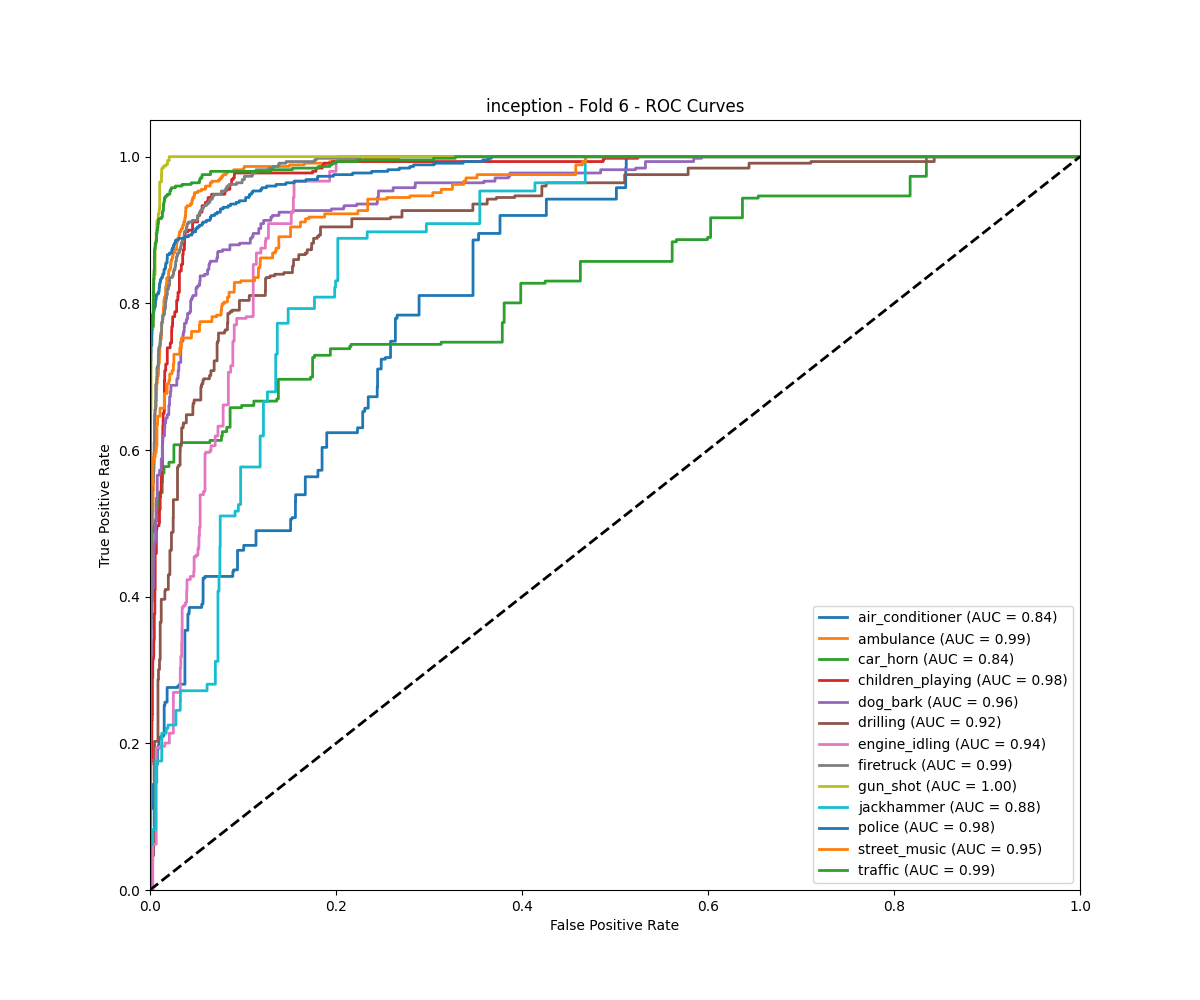 inception - Fold 6 - ROC Curves
True Positive Rate
1.0
0.8
0.6
0.4
0.2
0.0
0.0 0.2 0.4 0.6 0.8 1.0
False Positive Rate
air_conditioner (AUC = 0.84)
ambulance (AUC = 0.99)
car_horn (AUC = 0.84)
children_playing (AUC = 0.98)
dog_bark (AUC = 0.96)
drilling (AUC = 0.92)
engine_idling (AUC = 0.94)
firetruck (AUC = 0.99)
gun_shot (AUC = 1.00)
jackhammer (AUC = 0.88)
police (AUC = 0.98)
street_music (AUC = 0.95)
traffic (AUC = 0.99)